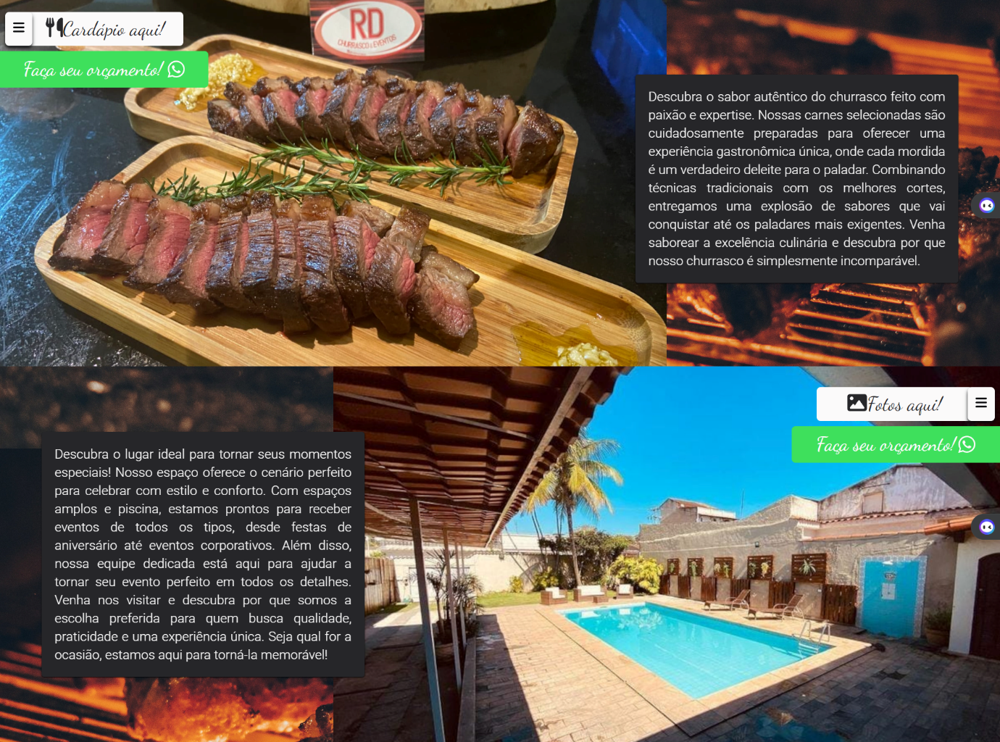 Cardápio aqui!
Faça seu orçamento!
RD
CHURRASCO & EVENTOS
Descubra o sabor autêntico do churrasco feito com
paixão e expertise. Nossas carnes selecionadas são
cuidadosamente preparadas para oferecer uma
experiência gastronômica única, onde cada mordida
é um verdadeiro deleite para o paladar. Combinando
técnicas tradicionais com os melhores cortes,
entregamos uma explosão de sabores que vai
conquistar até os paladares mais exigentes. Venha
saborear a excelência culinária e descubra por que
nosso churrasco é simplesmente incomparável.
Fotos aqui!
Faça seu orçamento!
Descubra o lugar ideal para tornar seus momentos
especiais! Nosso espaço oferece o cenário perfeito
para celebrar com estilo e conforto. Com espaços
amplos e piscina, estamos prontos para receber
eventos de todos os tipos, desde festas de
aniversário até eventos corporativos. Além disso,
nossa equipe dedicada está aqui para ajudar a
tornar seu evento perfeito em todos os detalhes.
Venha nos visitar e descubra por que somos a
escolha preferida para quem busca qualidade,
praticidade e uma experiência única. Seja qual for a
ocasião, estamos aqui para torná-la memorável!